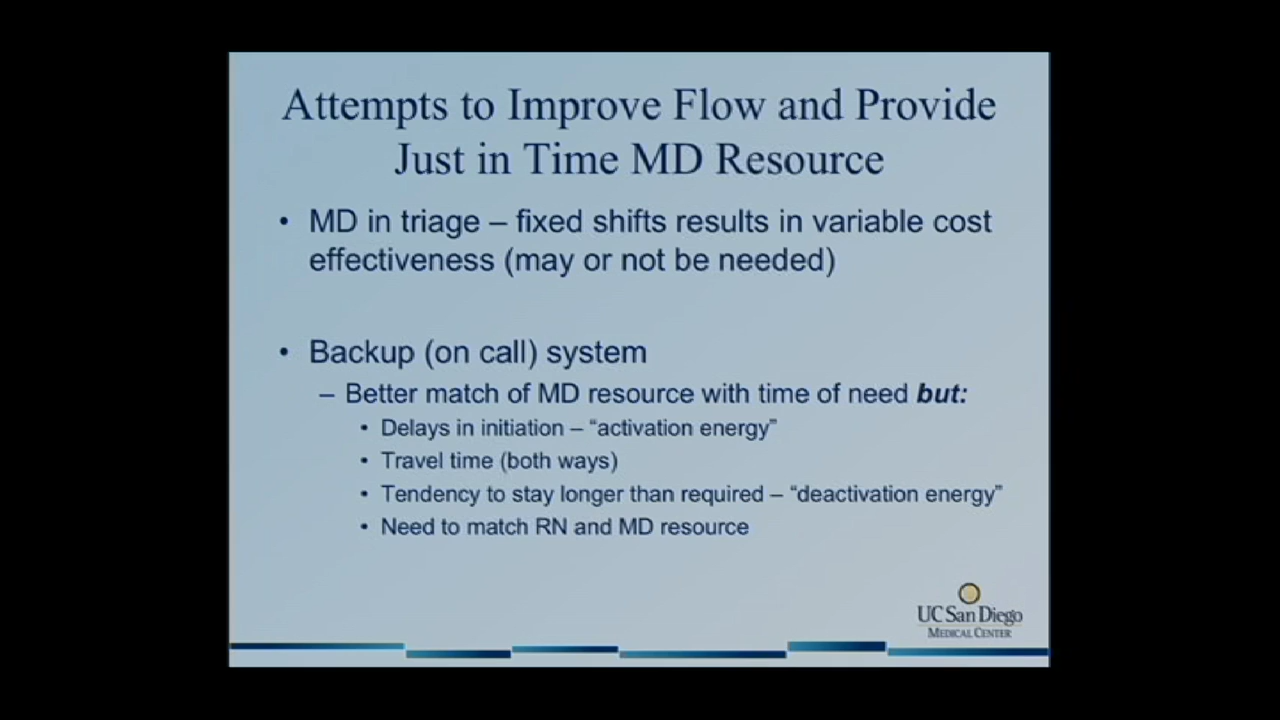 Attempts to Improve Flow and Provide
Just in Time MD Resource
• MD in triage – fixed shifts results in variable cost
effectiveness (may or not be needed)
• Backup (on call) system
– Better match of MD resource with time of need but:
• Delays in initiation – “activation energy”
• Travel time (both ways)
• Tendency to stay longer than required – “deactivation energy”
• Need to match RN and MD resource
UC San Diego
MEDICAL CENTER